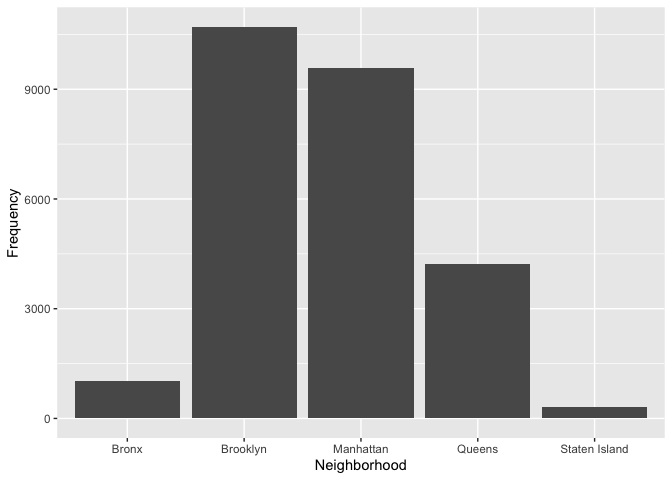 9000
6000
3000
0
Frequency
Bronx Brooklyn Manhattan Queens Staten Island
Neighborhood